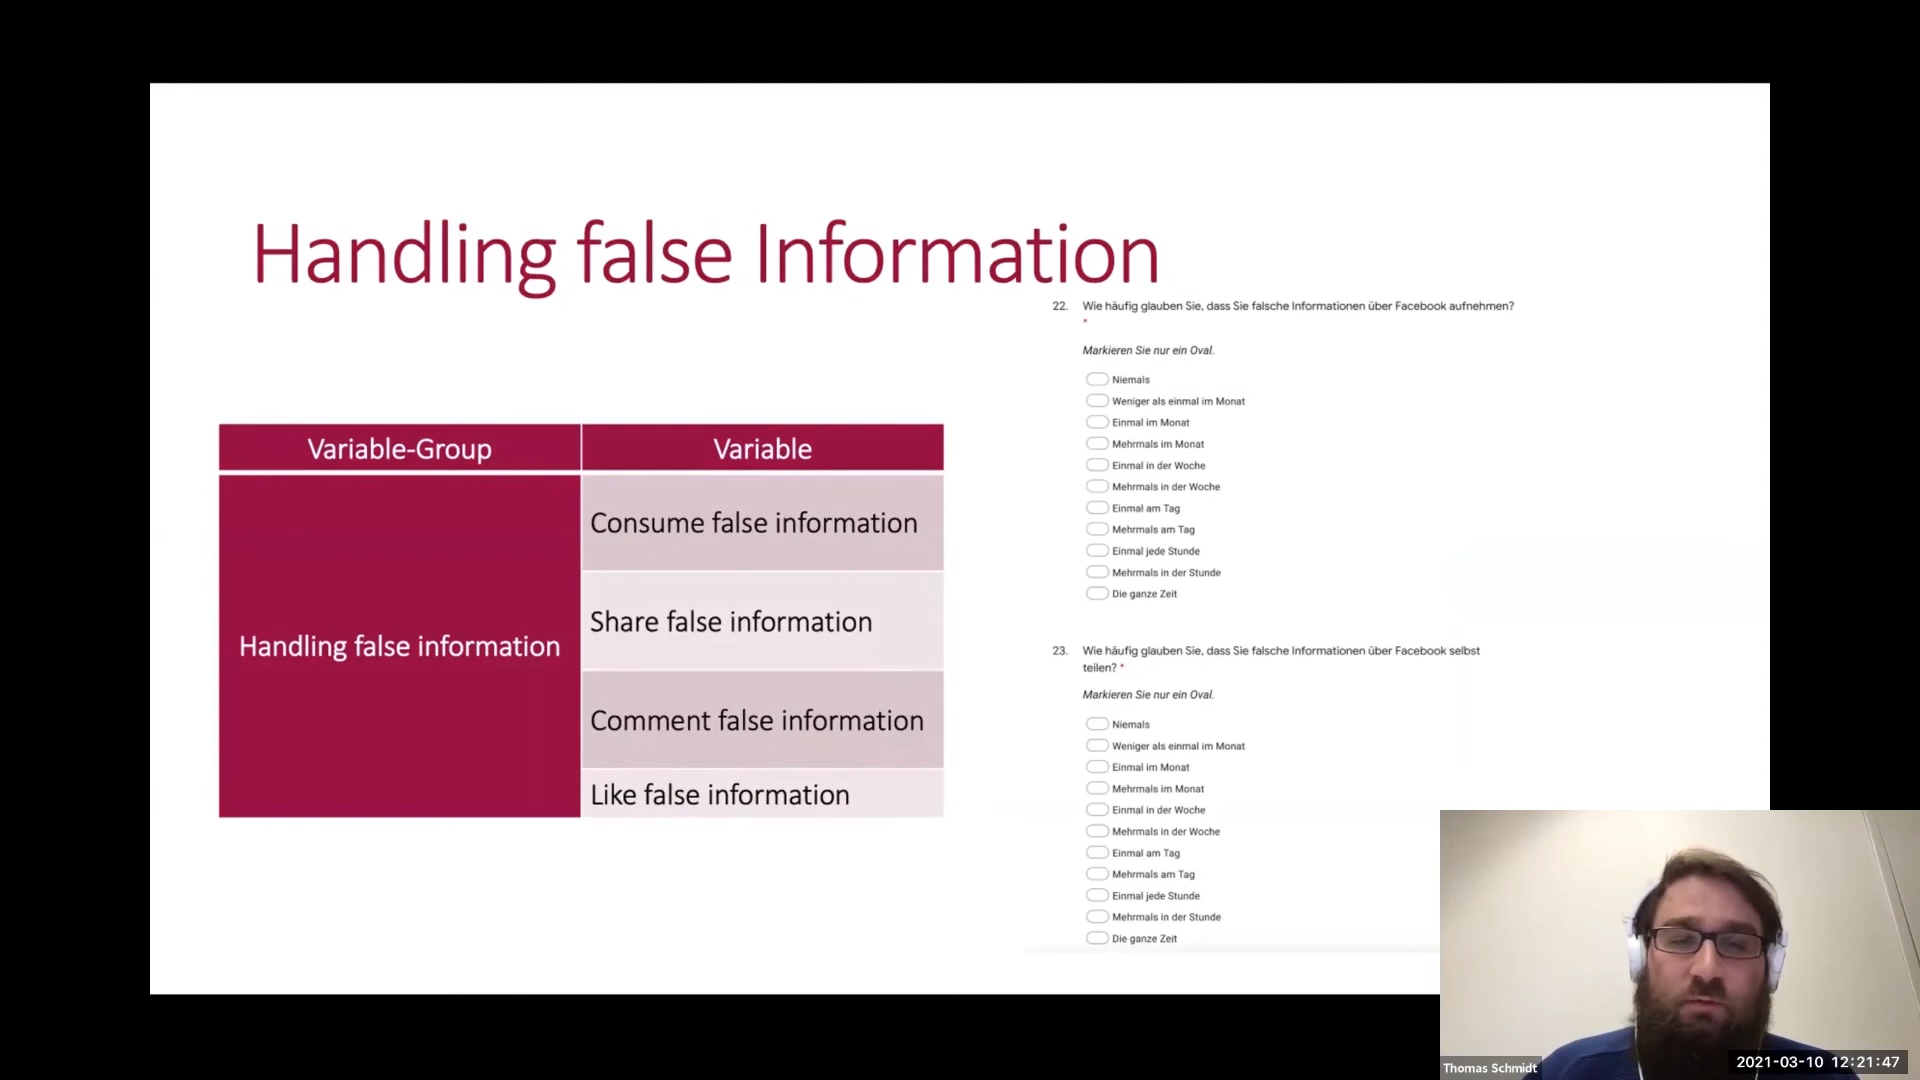 Handling false Information
Variable-Group
Variable
Handling false information
Consume false information
Share false information
Comment false information
Like false information
22. Wie häufig glauben Sie, dass Sie falsche Informationen über Facebook aufnehmen?
*
Markieren Sie nur ein Oval.
Niemals
Weniger als einmal im Monat
Einmal im Monat
Mehrmals im Monat
Einmal in der Woche
Mehrmals in der Woche
Einmal am Tag
Mehrmals am Tag
Einmal jede Stunde
Mehrmals in der Stunde
Die ganze Zeit
23. Wie häufig glauben Sie, dass Sie falsche Informationen über Facebook selbst
teilen? *
Markieren Sie nur ein Oval.
Niemals
Weniger als einmal im Monat
Einmal im Monat
Mehrmals im Monat
Einmal in der Woche
Mehrmals in der Woche
Einmal am Tag
Mehrmals am Tag
Einmal jede Stunde
Mehrmals in der Stunde
Die ganze Zeit
Thomas Schmidt
2021-03-10 12:21:47